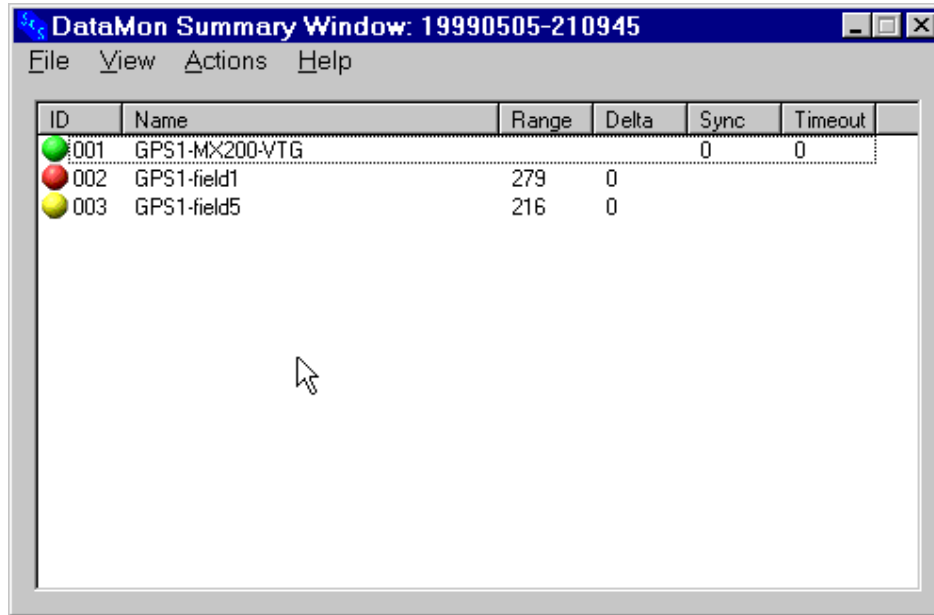 DataMon Summary Window: 19990505-210945
File View Actions Help
ID Name Range Delta Sync Timeout
001 GPS1-MX200-VTG 0 0
002 GPS1-field1 279 0
003 GPS1-field5 216 0